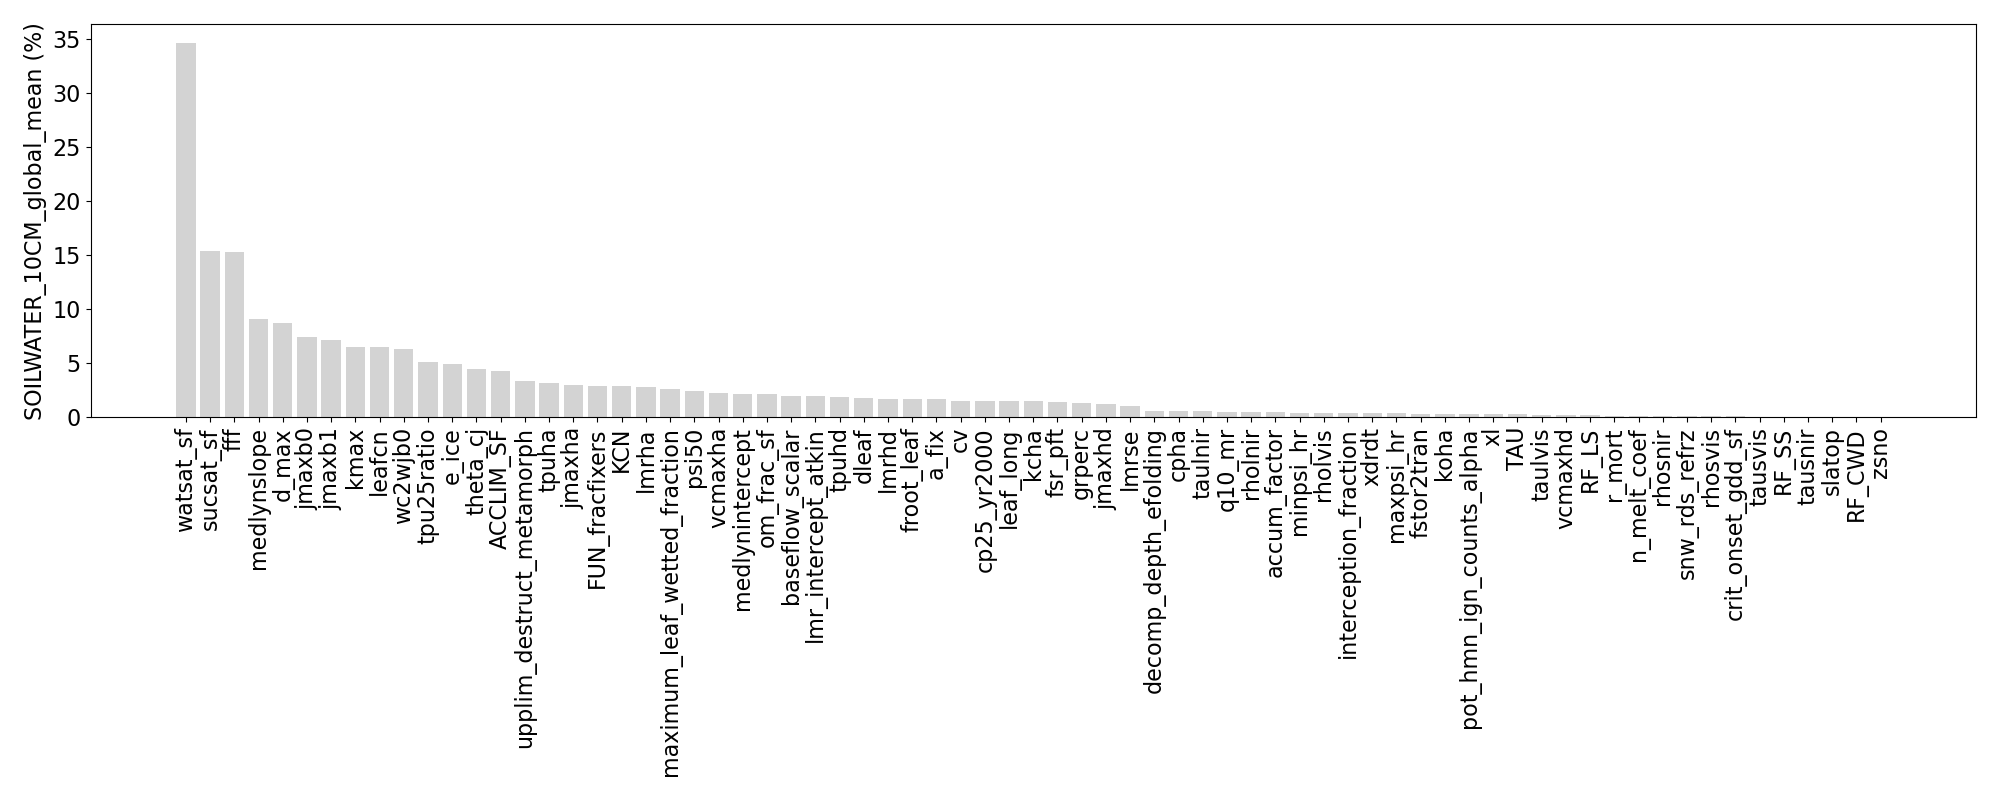 SOILWATER_10CM_global_mean (%)
35
30
25
20
15
10
5
0
watsat_sf
sucsat_sf
fff
medlynslope
d_max
jmaxb0
jmaxb1
kmax
leafcn
wc2wjb0
tpu25ratio
e_ice
theta_cj
ACCLIM_SF
upplim_destruct_metamorph
tpuha
jmaxha
FUN_fracfixers
KCN
lmrha
maximum_leaf_wetted_fraction
psi50
vcmaxha
medlynintercept
om_frac_sf
baseflow_scalar
lmr_intercept_atkin
tpuhd
dleaf
lmrhd
froot_leaf
a_fix
cv
cp25_yr2000
leaf_long
kcha
fsr_pft
grperc
jmaxhd
lmrse
decomp_depth_efolding
cpha
taulnir
q10_mr
rholnir
accum_factor
minpsi_hr
rholvis
interception_fraction
xdrdt
maxpsi_hr
fstor2tran
koha
pot_hmn_ign_counts_alpha
xl
TAU
taulvis
vcmaxhd
RF_LS
r_mort
n_melt_coef
rhosnir
snw_rds_refrz
rhosvis
crit_onset_gdd_sf
tausvis
RF_SS
tausnir
slatop
RF_CWD
zsno